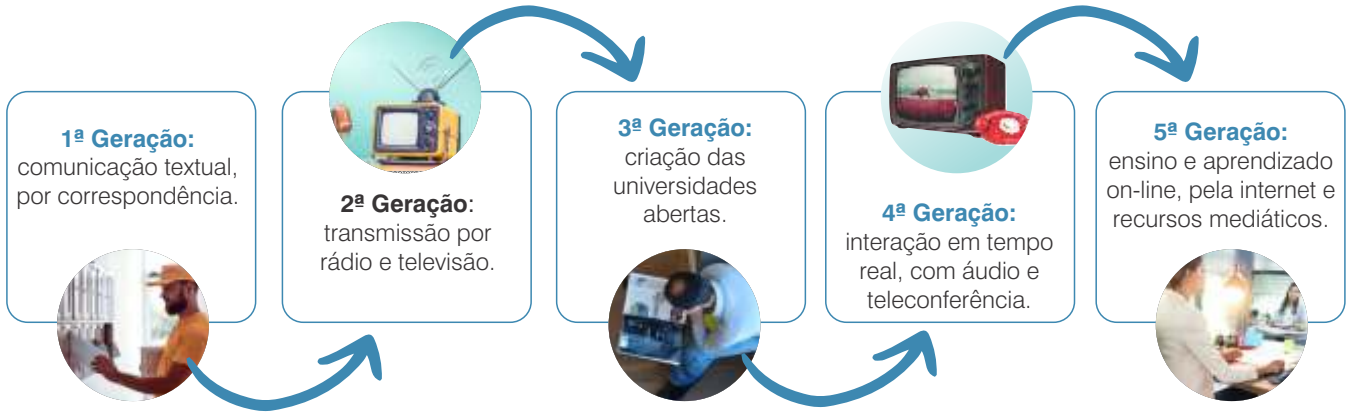 1ª Geração:
comunicação textual,
por correspondência.
2ª Geração:
transmissão por
rádio e televisão.
3ª Geração:
criação das
universidades
abertas.
4ª Geração:
interação em tempo
real, com áudio e
teleconferência.
5ª Geração:
ensino e aprendizado
on-line, pela internet e
recursos mediáticos.